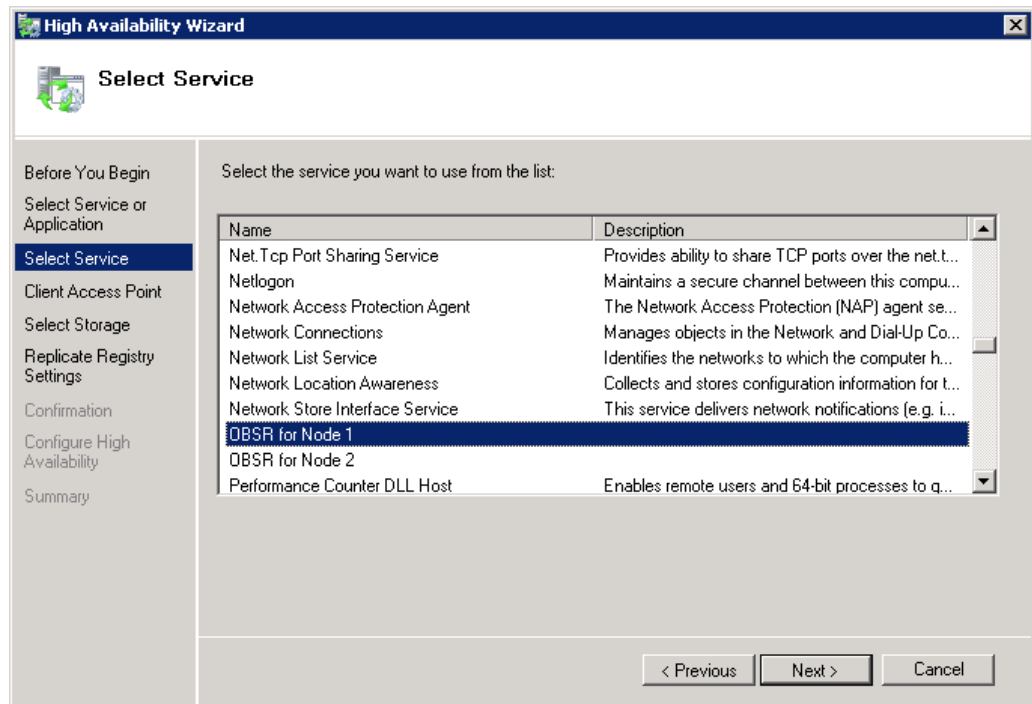 High Availability Wizard
Select Service
Before You Begin
Select Service or
Application
Select Service
Client Access Point
Select Storage
Replicate Registry
Settings
Confirmation
Configure High
Availability
Summary
Select the service you want to use from the list:
Name Description
Net.Tcp Port Sharing Service Provides ability to share TCP ports over the net.t...
Netlogon Maintains a secure channel between this compu...
Network Access Protection Agent The Network Access Protection (NAP) agent se...
Network Connections Manages objects in the Network and Dial-Up Co...
Network List Service Identifies the networks to which the computer h...
Network Location Awareness Collects and stores configuration information for t...
Network Store Interface Service This service delivers network notifications (e.g. i...
OBSR for Node 1
OBSR for Node 2
Performance Counter DLL Host Enables remote users and 64-bit processes to q...
< Previous Next > Cancel